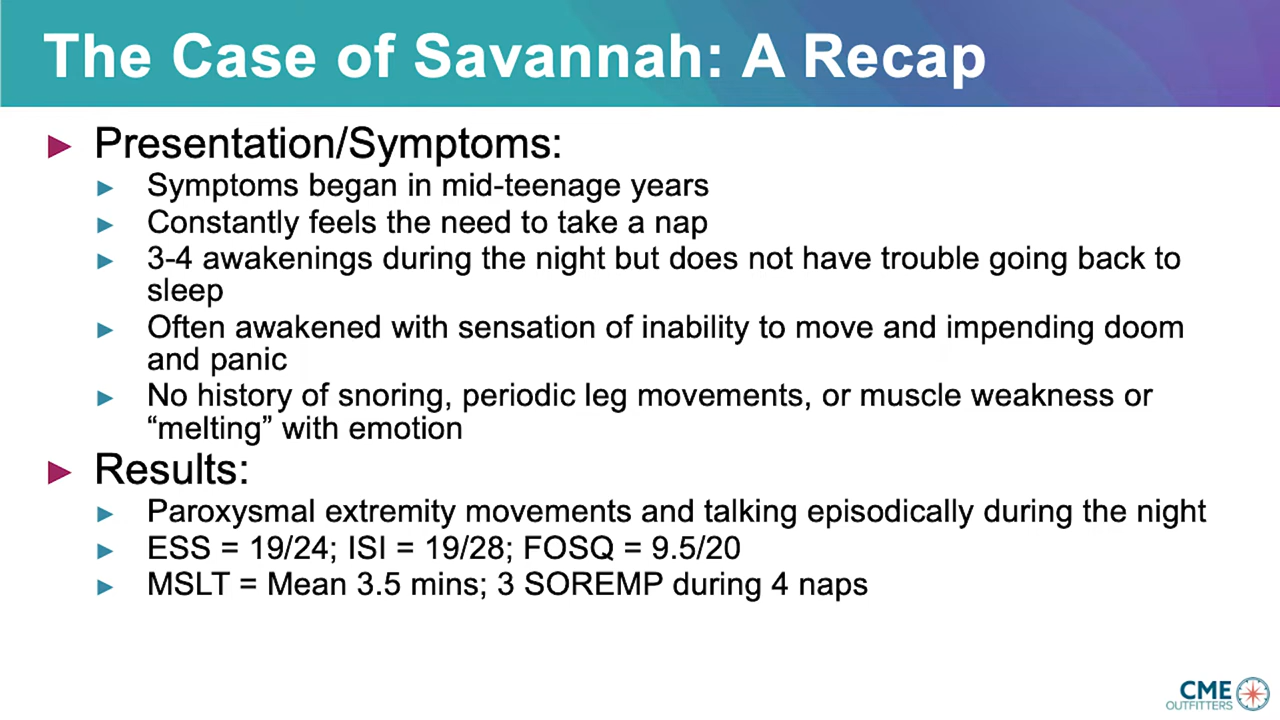 The Case of Savannah: A Recap
Presentation/Symptoms:
Symptoms began in mid-teenage years
Constantly feels the need to take a nap
3-4 awakenings during the night but does not have trouble going back to
sleep
Often awakened with sensation of inability to move and impending doom
and panic
No history of snoring, periodic leg movements, or muscle weakness or
“melting” with emotion
Results:
Paroxysmal extremity movements and talking episodically during the night
ESS = 19/24; ISI = 19/28; FOSQ = 9.5/20
MSLT = Mean 3.5 mins; 3 SOREMP during 4 naps
CME
OUTFITTERS